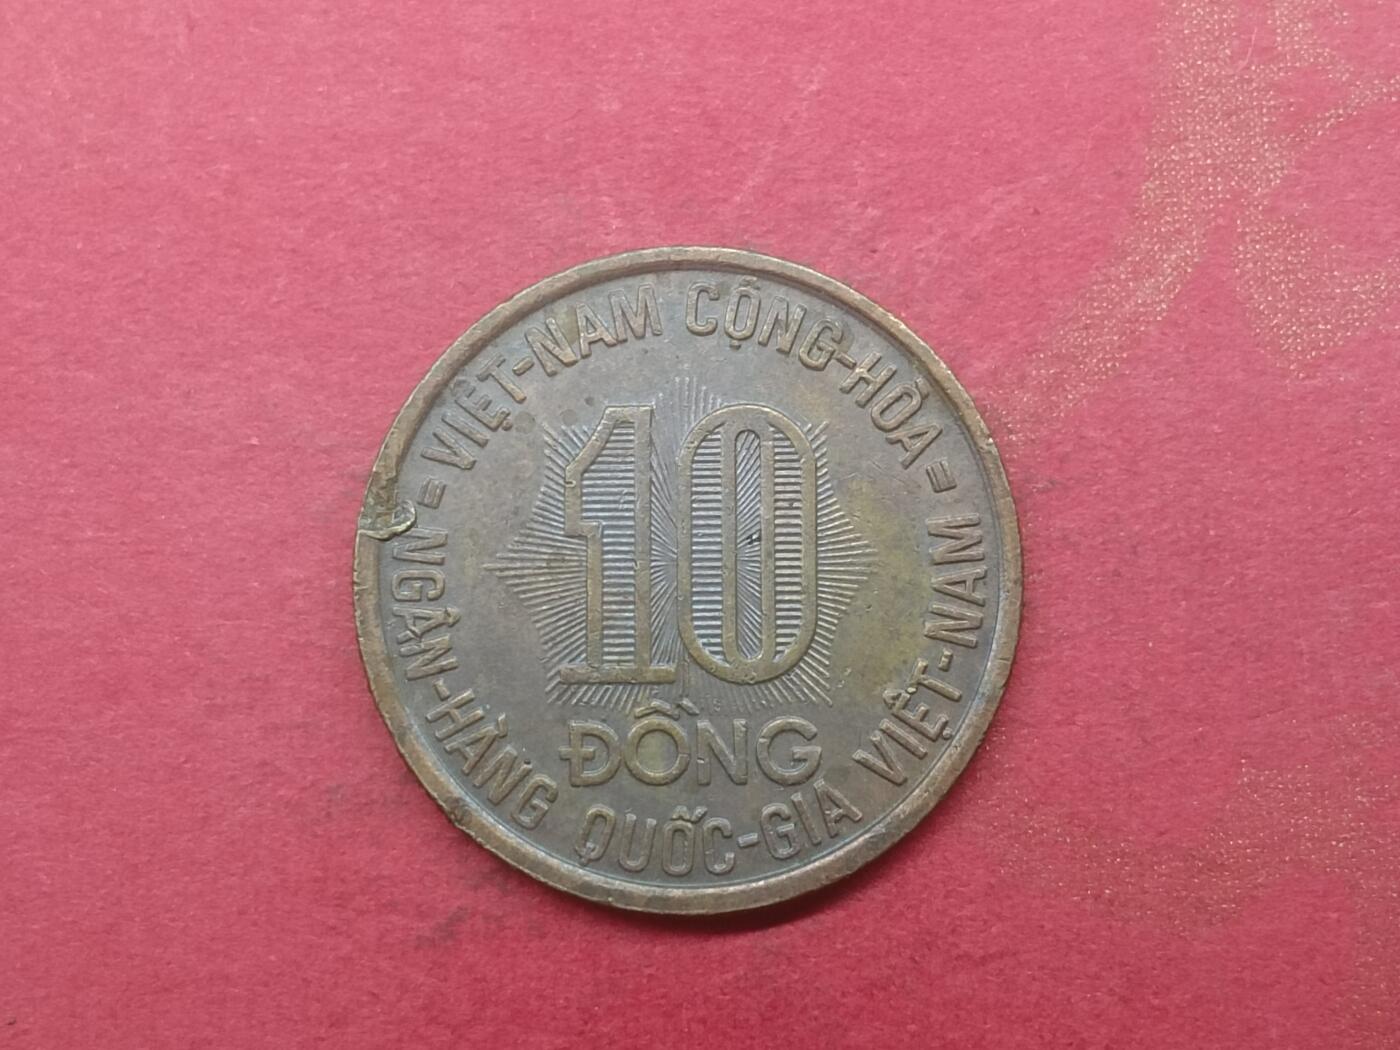 VIỆT-NAM CỘNG-HÒA
10
ĐỒNG
NGÂN-HÀNG QUỐC-GIA VIỆT-NAM